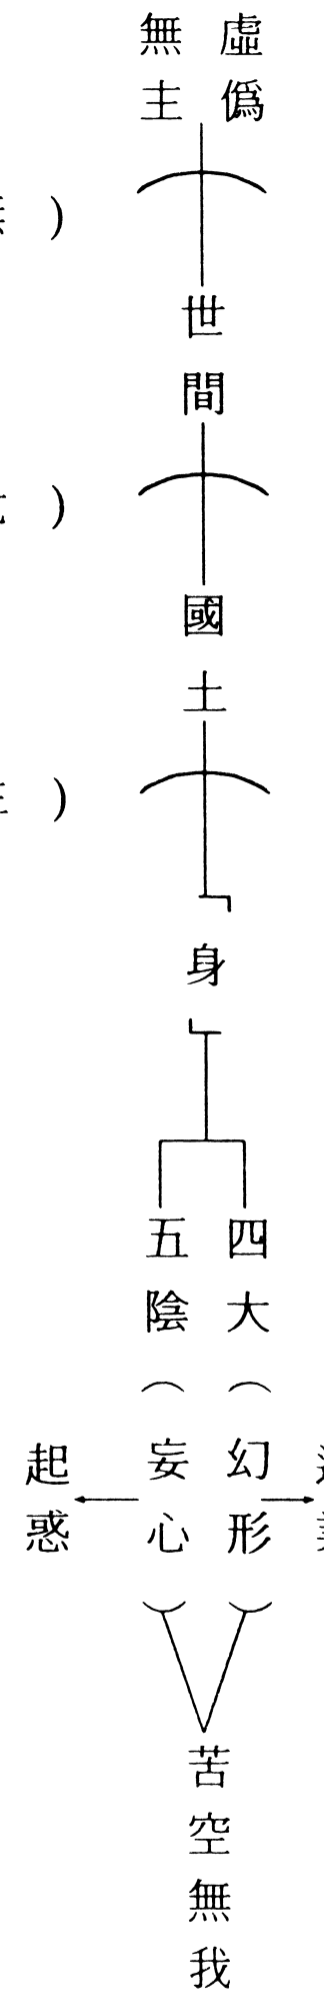 虛偽
無主
世間
國土
「身」
四大（幻形）
五陰（妄心）
起惑
苦空無我